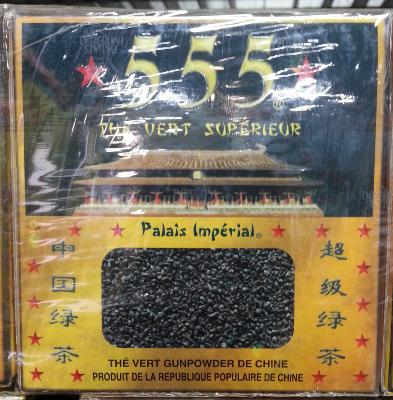 555®
THÉ VERT SUPÉRIEUR
Palais Impérial®
中国绿茶
超级绿茶
THÉ VERT GUNPOWDER DE CHINE
PRODUIT DE LA REPUBLIQUE POPULAIRE DE CHINE